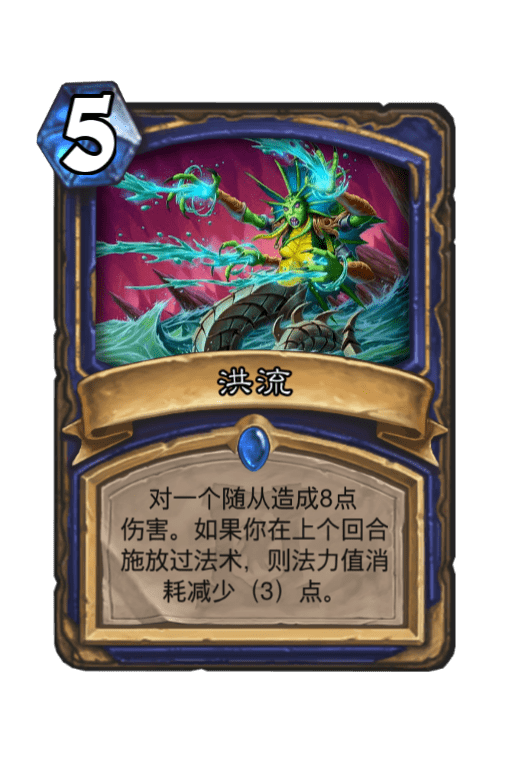 5
洪流
对一个随从造成8点
伤害。如果你在上个回合
施放过法术，则法力值消
耗减少（3）点。